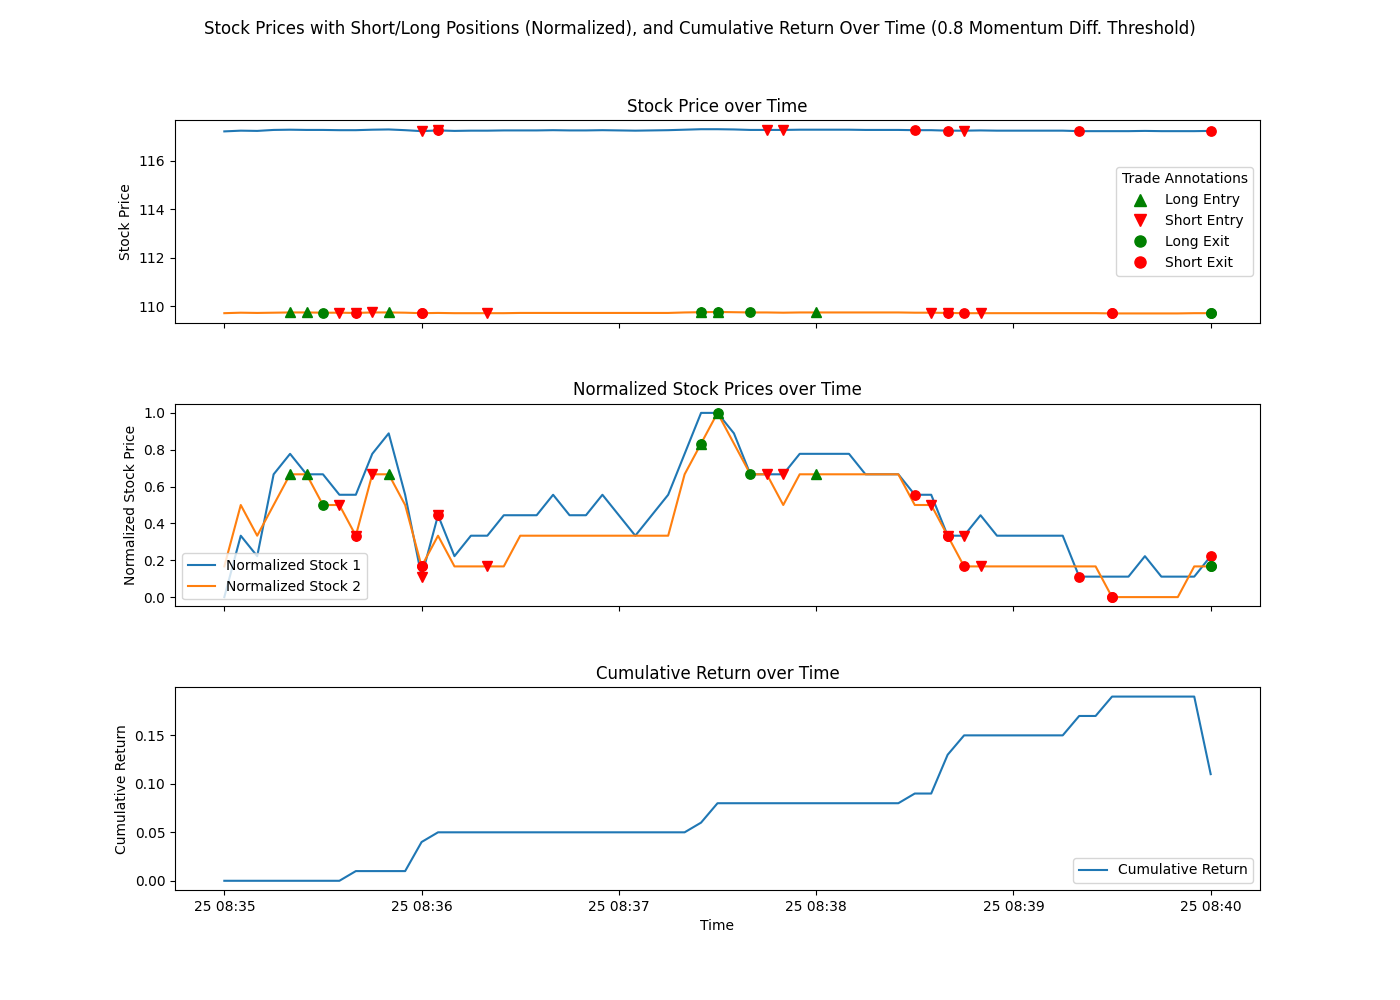 Stock Prices with Short/Long Positions (Normalized), and Cumulative Return Over Time (0.8 Momentum Diff. Threshold)
Stock Price over Time
Stock Price
116
114
112
110
Trade Annotations
Long Entry
Short Entry
Long Exit
Short Exit
Normalized Stock Prices over Time
Normalized Stock Price
1.0
0.8
0.6
0.4
0.2
0.0
Normalized Stock 1
Normalized Stock 2
Cumulative Return over Time
Cumulative Return
0.15
0.10
0.05
0.00
Cumulative Return
25 08:35
25 08:36
25 08:37
25 08:38
25 08:39
25 08:40
Time